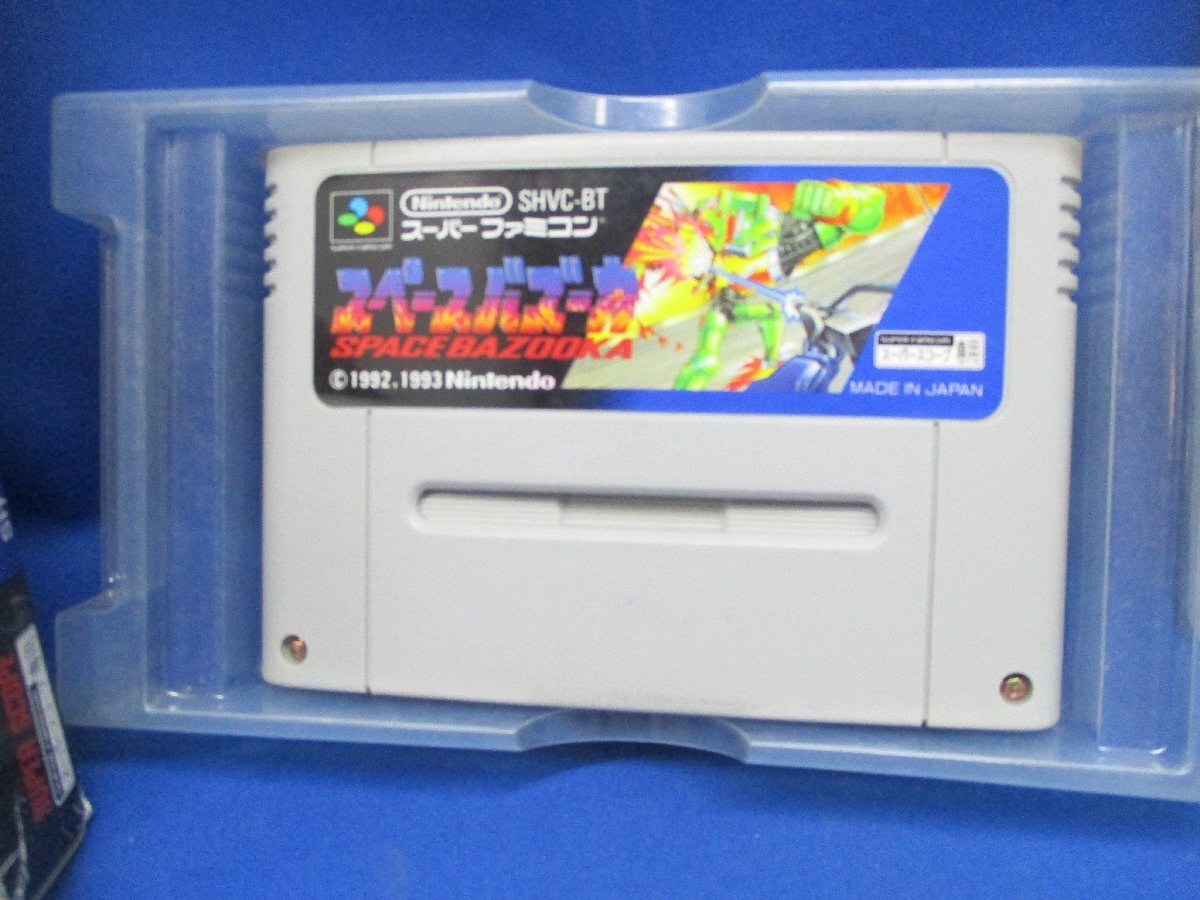 Nintendo SHVC-BT
スーパーファミコン
スペースバズーカ
SPACE BAZOOKA
©1992,1993 Nintendo
スーパースコープ
MADE IN JAPAN